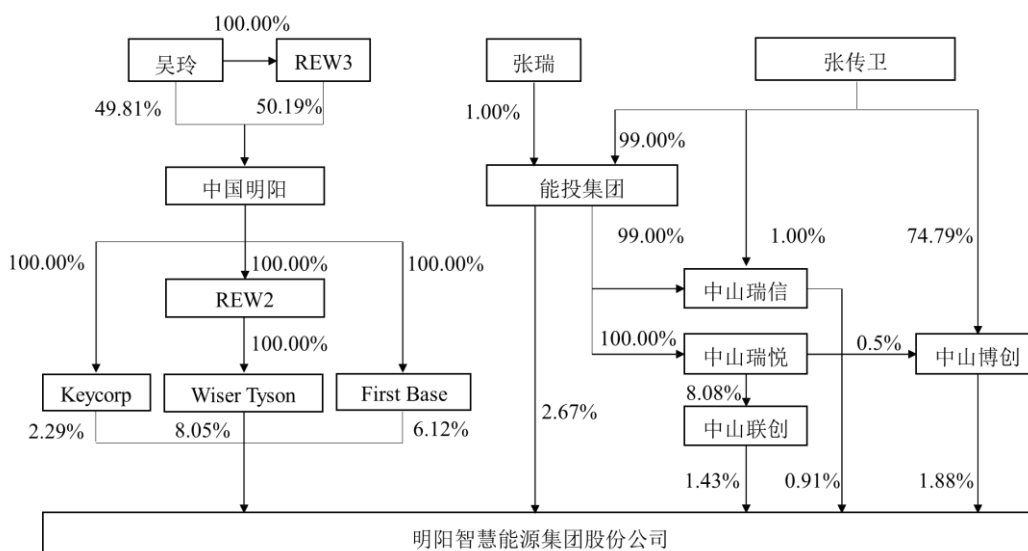 100.00%
吴玲
REW3
张瑞
张传卫
49.81%
50.19%
1.00%
99.00%
中国明阳
能投集团
100.00%
100.00%
100.00%
99.00%
1.00%
74.79%
REW2
中山瑞信
100.00%
100.00%
中山瑞悦
0.5%
中山博创
Keycorp
Wiser Tyson
First Base
8.08%
2.29%
8.05%
6.12%
2.67%
中山联创
1.43%
0.91%
1.88%
明阳智慧能源集团股份公司